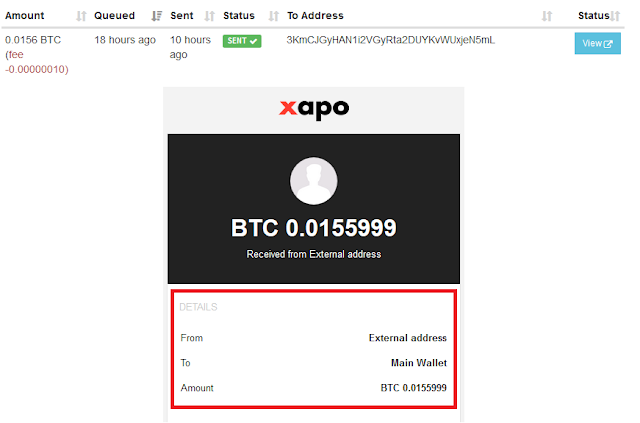 Amount Queued Sent Status To Address Status
0.0156 BTC 18 hours ago 10 hours SENT 3KmCJGyHAN1i2VGyRta2DUYKvWUxjeN5mL View
(fee ago
-0.00000010)
xapo
BTC 0.0155999
Received from External address
DETAILS
From External address
To Main Wallet
Amount BTC 0.0155999